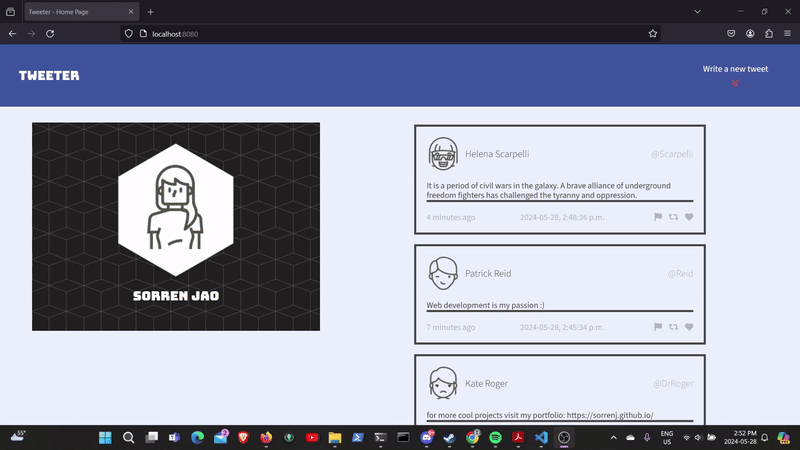 Tweeter - Home Page
localhost:8080
TWEETER
Write a new tweet
SORREN JAO
Helena Scarpelli
@Scarpelli
It is a period of civil wars in the galaxy. A brave alliance of underground
freedom fighters has challenged the tyranny and oppression.
4 minutes ago
2024-05-28, 2:48:36 p.m.
Patrick Reid
@Reid
Web development is my passion :)
7 minutes ago
2024-05-28, 2:45:34 p.m.
Kate Roger
@DrRoger
for more cool projects visit my portfolio: https://sorrenj.github.io/
55°
ENG
US
2:52 PM
2024-05-28